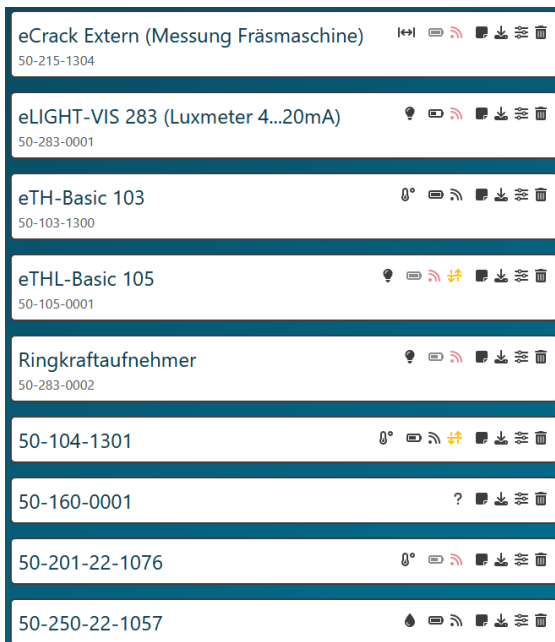 eCrack Extern (Messung Fräsmaschine)
50-215-1304
eLIGHT-VIS 283 (Luxmeter 4...20mA)
50-283-0001
eTH-Basic 103
50-103-1300
eTHL-Basic 105
50-105-0001
Ringkraftaufnehmer
50-283-0002
50-104-1301
50-160-0001 ?
50-201-22-1076
50-250-22-1057